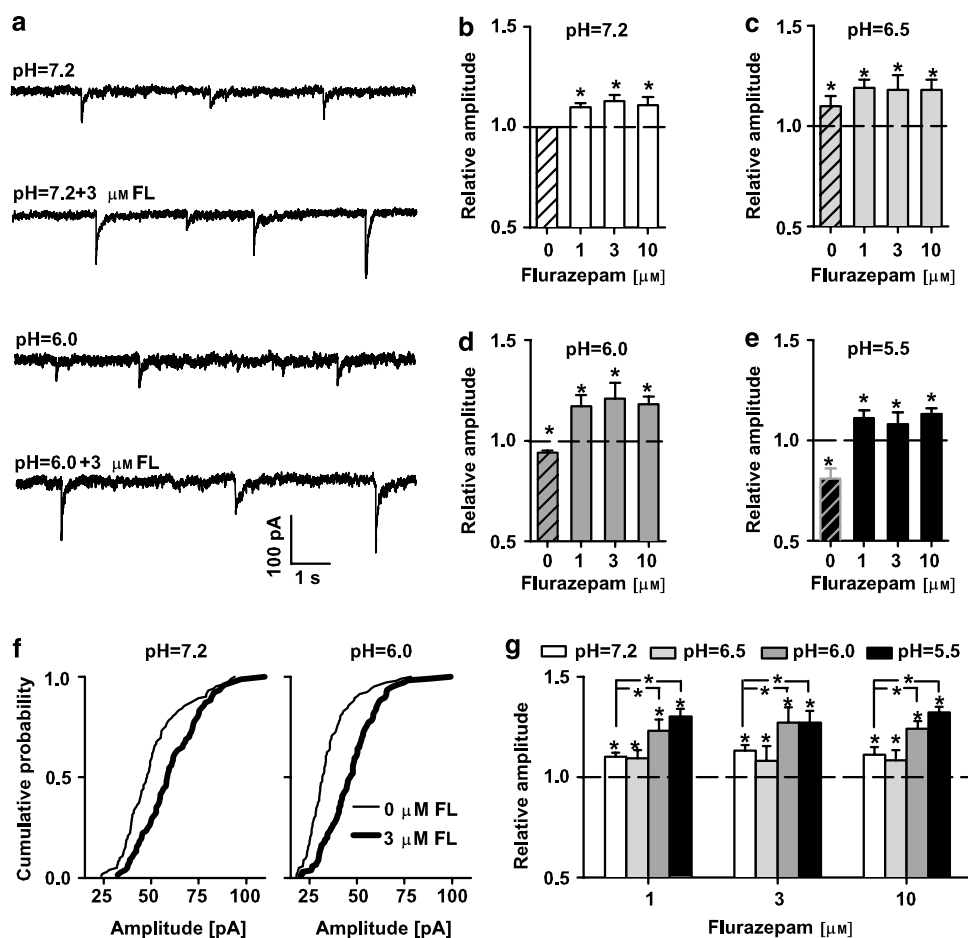 a
pH=7.2
pH=7.2+3 μM FL
pH=6.0
pH=6.0+3 μM FL
100 pA
1 s
b
pH=7.2
Relative amplitude
1.5
1.0
0.5
*
*
*
0 1 3 10
Flurazepam [μM]
c
pH=6.5
Relative amplitude
1.5
1.0
0.5
*
*
*
*
0 1 3 10
Flurazepam [μM]
d
pH=6.0
Relative amplitude
1.5
1.0
0.5
*
*
*
*
0 1 3 10
Flurazepam [μM]
e
pH=5.5
Relative amplitude
1.5
1.0
0.5
*
*
*
*
0 1 3 10
Flurazepam [μM]
f
pH=7.2
pH=6.0
Cumulative probability
1.0
0.5
0.0
0 μM FL
3 μM FL
25 50 75 100
25 50 75 100
Amplitude [pA]
Amplitude [pA]
g
pH=7.2
pH=6.5
pH=6.0
pH=5.5
Relative amplitude
1.5
1.0
0.5
* * *
* * *
* * * *
* * * *
* * * *
1 3 10
Flurazepam [μM]